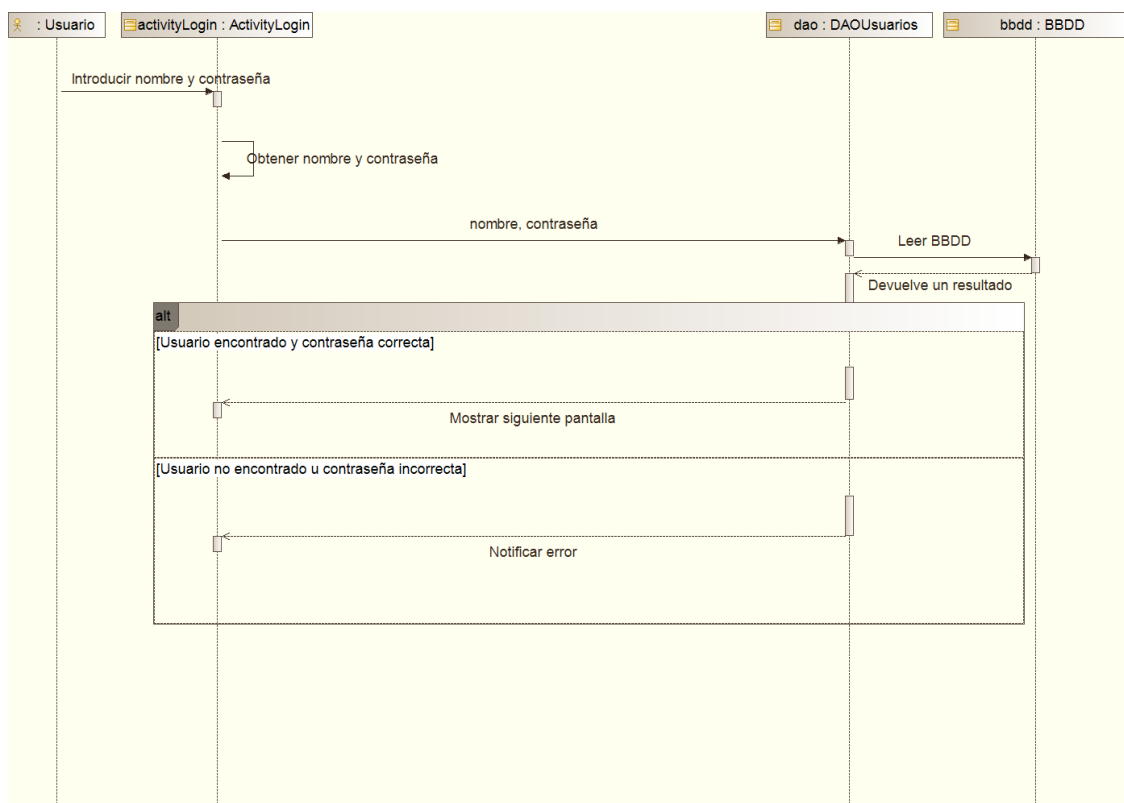 : Usuario
activityLogin : ActivityLogin
dao : DAOUsuarios
bbdd : BBDD
Introducir nombre y contraseña
Obtener nombre y contraseña
nombre, contraseña
Leer BBDD
Devuelve un resultado
alt
[Usuario encontrado y contraseña correcta]
Mostrar siguiente pantalla
[Usuario no encontrado u contraseña incorrecta]
Notificar error